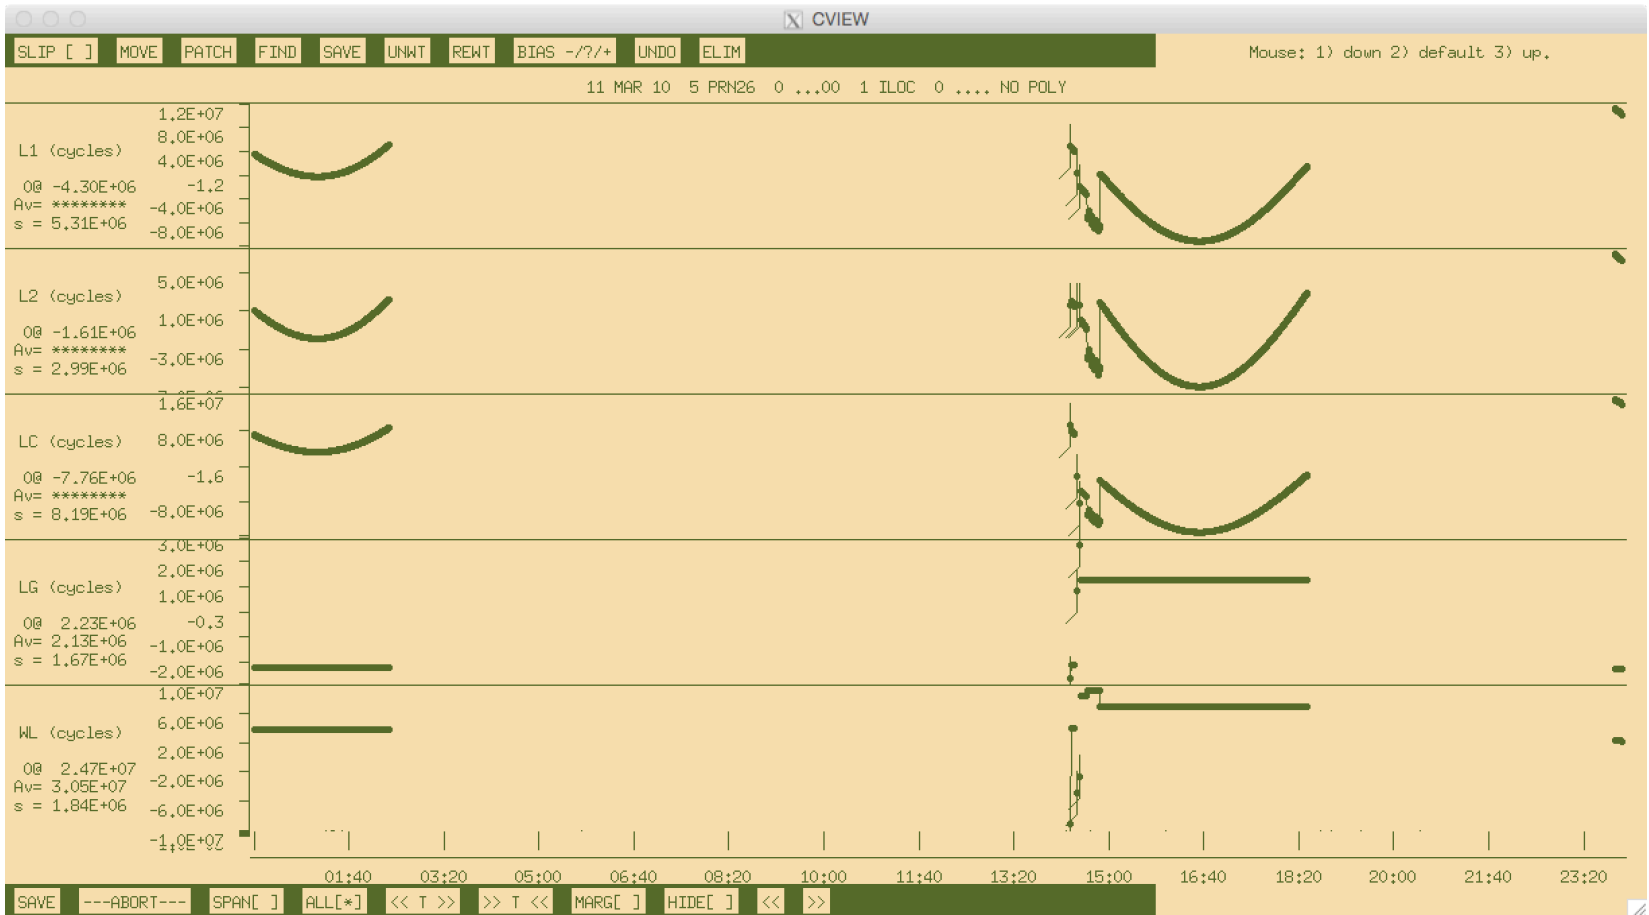 CVIEW
SLIP [ ] MOVE PATCH FIND SAVE UNWT REWT BIAS -/?/+ UNDO ELIM Mouse: 1) down 2) default 3) up.
11 MAR 10 5 PRN26 0 ...00 1 ILOC 0 .... NO POLY
1.2E+07
8.0E+06
L1 (cycles)
4.0E+06
0@ -4.30E+06
-1.2
Av= ********
-4.0E+06
s = 5.31E+06
-8.0E+06
5.0E+06
L2 (cycles)
1.0E+06
0@ -1.61E+06
Av= ********
-3.0E+06
s = 2.99E+06
1.6E+07
LC (cycles)
8.0E+06
0@ -7.76E+06
-1.6
Av= ********
s = 8.19E+06
-8.0E+06
3.0E+06
2.0E+06
LG (cycles)
1.0E+06
0@ 2.23E+06
-0.3
Av= 2.13E+06
-1.0E+06
s = 1.67E+06
-2.0E+06
1.0E+07
6.0E+06
WL (cycles)
2.0E+06
0@ 2.47E+07
-2.0E+06
Av= 3.05E+07
s = 1.84E+06
-6.0E+06
-1.0E+07
01:40 03:20 05:00 06:40 08:20 10:00 11:40 13:20 15:00 16:40 18:20 20:00 21:40 23:20
SAVE ---ABORT--- SPAN[ ] ALL[*] << T >> >> T << MARG[ ] HIDE[ ] << >>